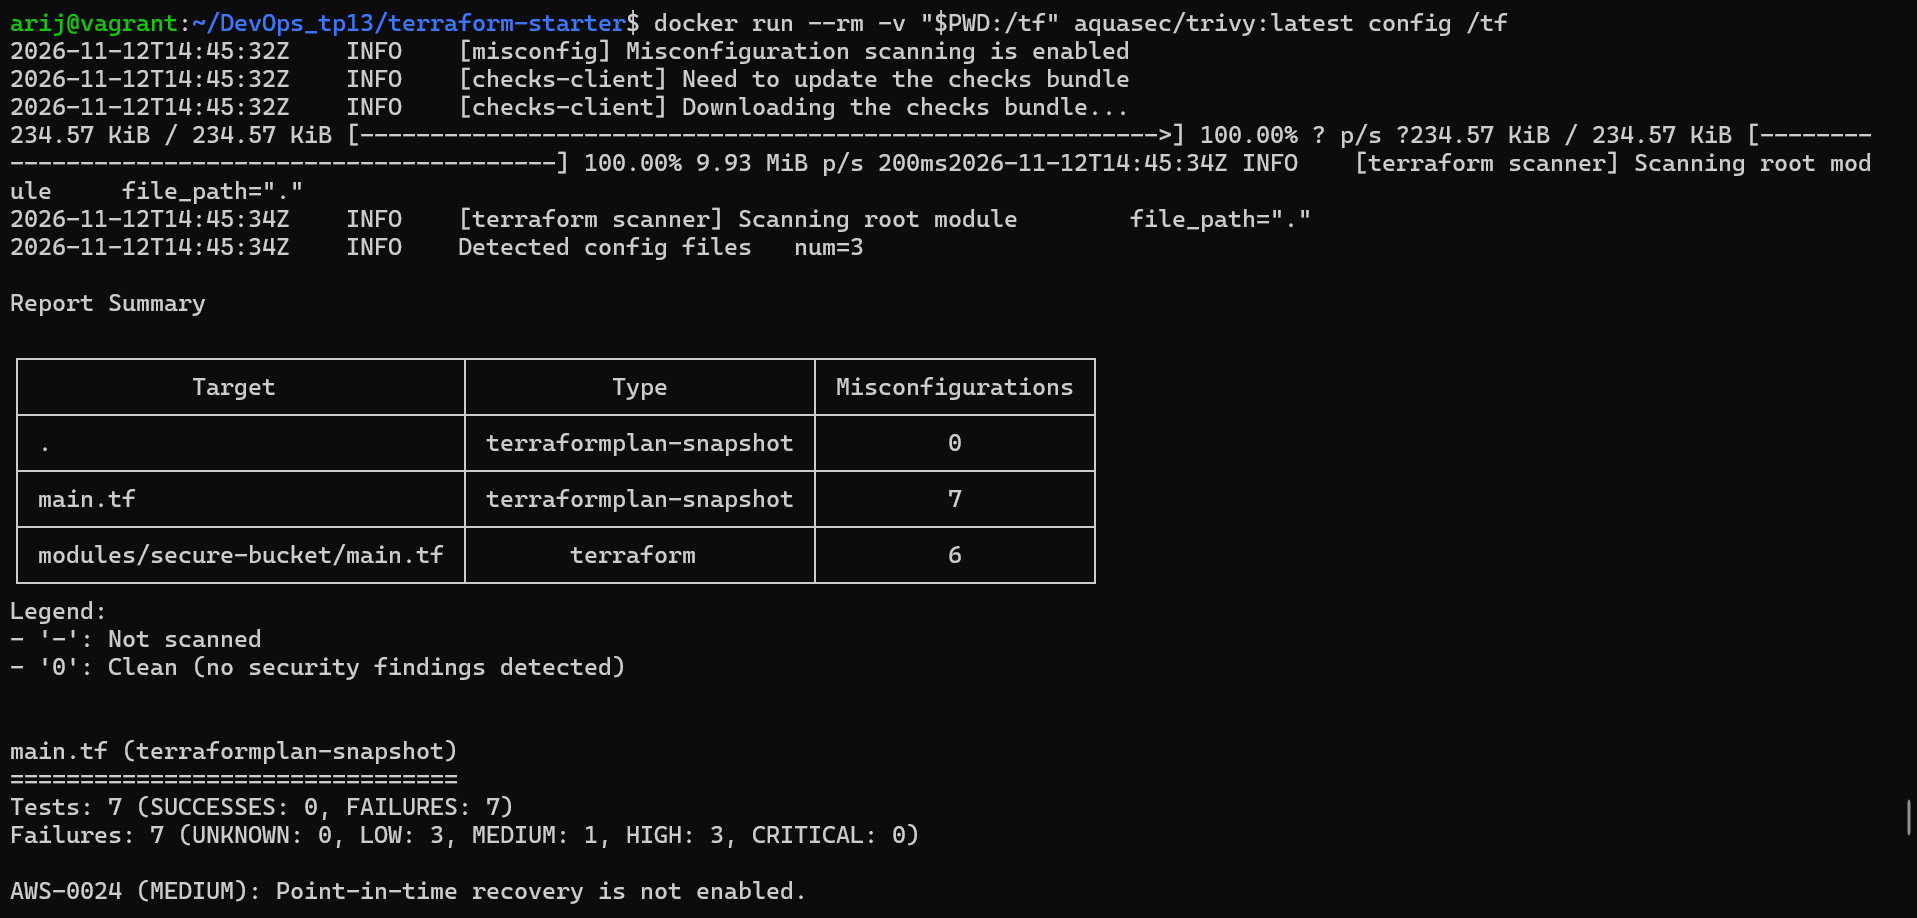 arij@vagrant:~/DevOps_tp13/terraform-starter$ docker run --rm -v "$PWD:/tf" aquasec/trivy:latest config /tf
2026-11-12T14:45:32Z    INFO    [misconfig] Misconfiguration scanning is enabled
2026-11-12T14:45:32Z    INFO    [checks-client] Need to update the checks bundle
2026-11-12T14:45:32Z    INFO    [checks-client] Downloading the checks bundle...
234.57 KiB / 234.57 KiB [--------------------------------------------------------->] 100.00% ? p/s ?234.57 KiB / 234.57 KiB [--------
---------------------------------------] 100.00% 9.93 MiB p/s 200ms2026-11-12T14:45:34Z INFO    [terraform scanner] Scanning root mod
ule     file_path="."
2026-11-12T14:45:34Z    INFO    [terraform scanner] Scanning root module        file_path="."
2026-11-12T14:45:34Z    INFO    Detected config files   num=3
Report Summary
Target Type Misconfigurations
. terraformplan-snapshot 0
main.tf terraformplan-snapshot 7
modules/secure-bucket/main.tf terraform 6
Legend:
- '-': Not scanned
- '0': Clean (no security findings detected)
main.tf (terraformplan-snapshot)
================================
Tests: 7 (SUCCESSES: 0, FAILURES: 7)
Failures: 7 (UNKNOWN: 0, LOW: 3, MEDIUM: 1, HIGH: 3, CRITICAL: 0)
AWS-0024 (MEDIUM): Point-in-time recovery is not enabled.